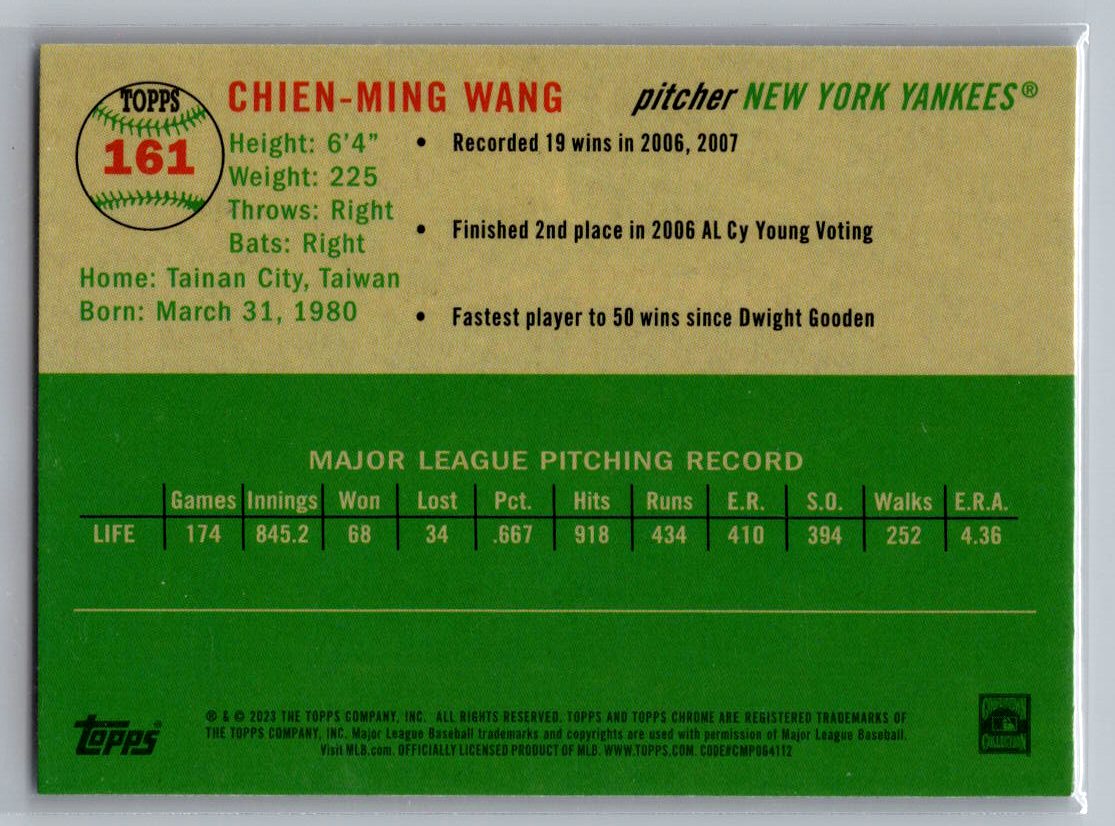 TOPPS
161
CHIEN-MING WANG
pitcher NEW YORK YANKEES®
Height: 6'4"
Weight: 225
Throws: Right
Bats: Right
Home: Tainan City, Taiwan
Born: March 31, 1980
• Recorded 19 wins in 2006, 2007
• Finished 2nd place in 2006 AL Cy Young Voting
• Fastest player to 50 wins since Dwight Gooden
MAJOR LEAGUE PITCHING RECORD
Games Innings Won Lost Pct. Hits Runs E.R. S.O. Walks E.R.A.
LIFE 174 845.2 68 34 .667 918 434 410 394 252 4.36
Topps®
® & © 2023 THE TOPPS COMPANY, INC. ALL RIGHTS RESERVED. TOPPS AND TOPPS CHROME ARE REGISTERED TRADEMARKS OF
THE TOPPS COMPANY, INC. Major League Baseball trademarks and copyrights are used with permission of Major League Baseball.
Visit MLB.com. OFFICIALLY LICENSED PRODUCT OF MLB. WWW.TOPPS.COM. CODE#CMP064112
COLLECTION